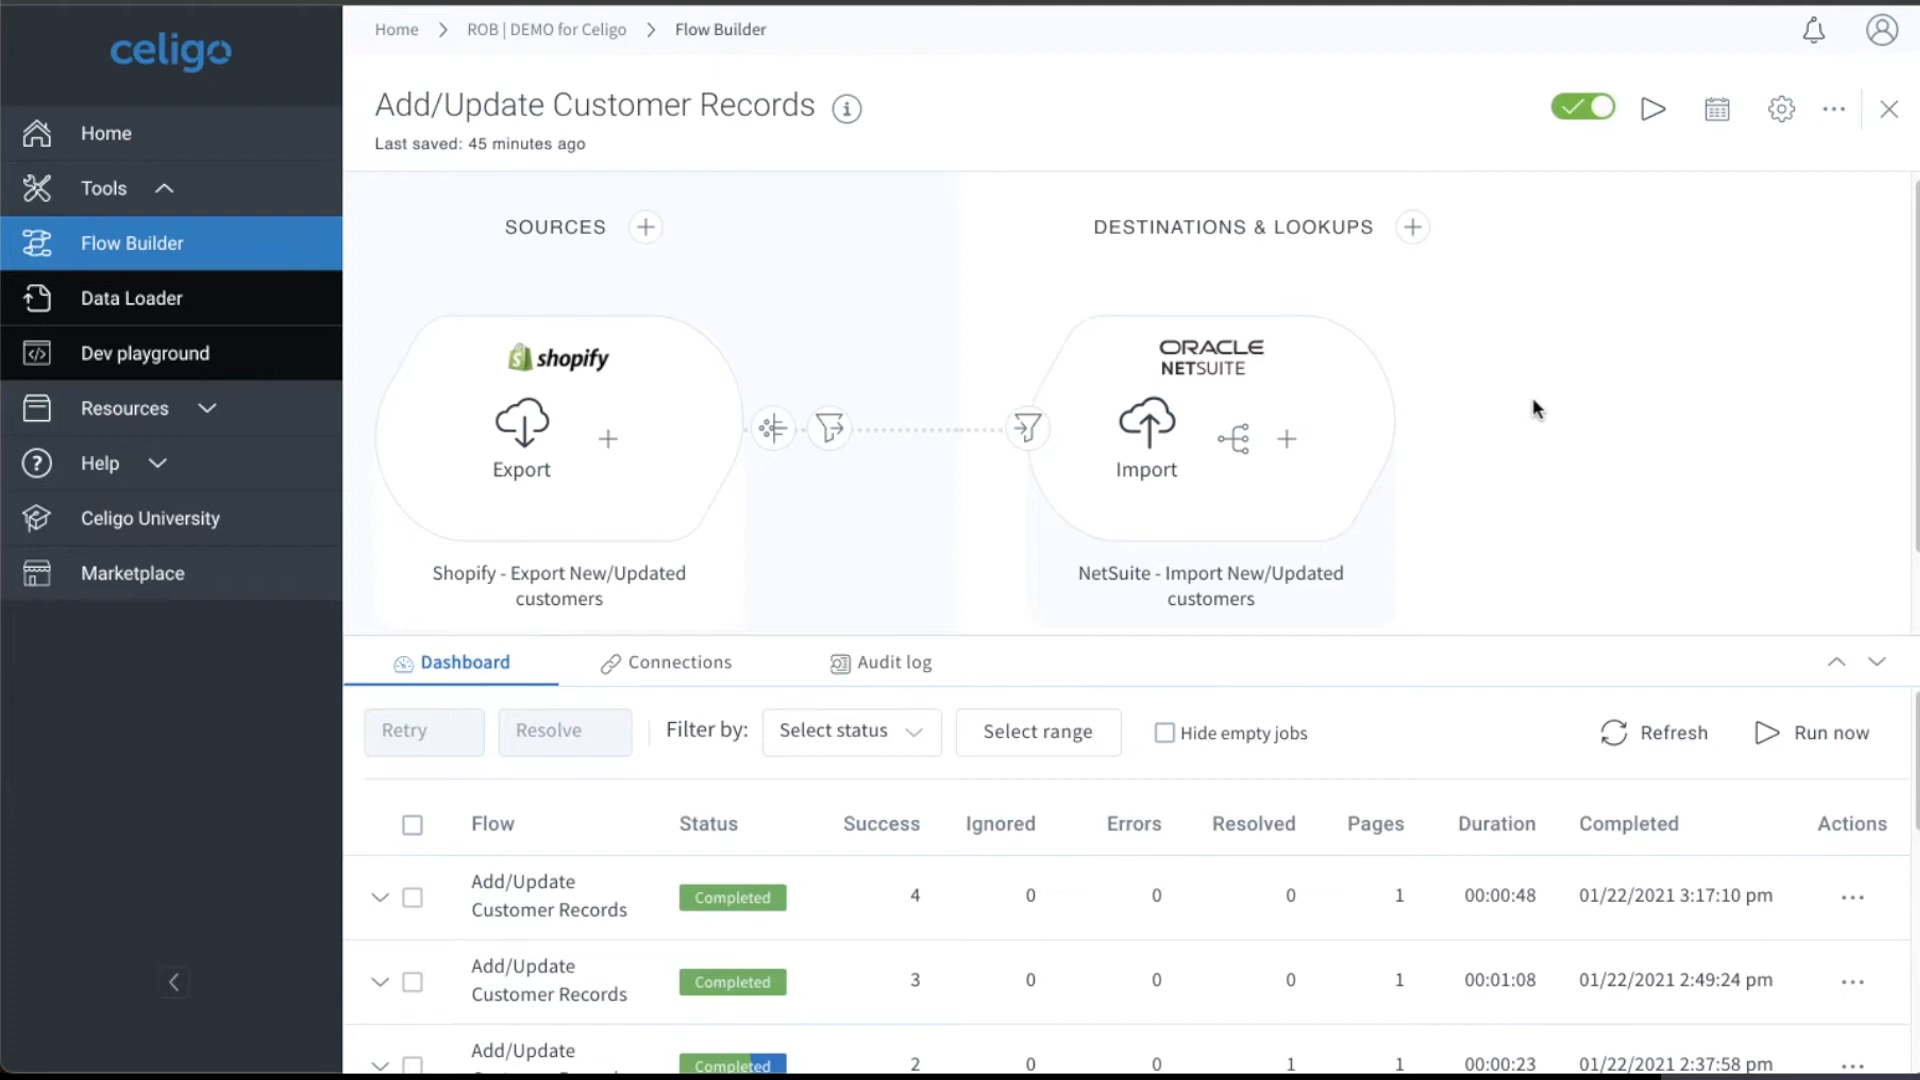 celigo
Home
Tools
Flow Builder
Data Loader
Dev playground
Resources
Help
Celigo University
Marketplace
Home > ROB | DEMO for Celigo > Flow Builder
Add/Update Customer Records
Last saved: 45 minutes ago
SOURCES
DESTINATIONS & LOOKUPS
shopify
Export
Shopify - Export New/Updated
customers
ORACLE
NETSUITE
Import
NetSuite - Import New/Updated
customers
Dashboard Connections Audit log
Retry Resolve Filter by: Select status Select range Hide empty jobs Refresh Run now
Flow Status Success Ignored Errors Resolved Pages Duration Completed Actions
Add/Update
Customer Records Completed 4 0 0 0 1 00:00:48 01/22/2021 3:17:10 pm
Add/Update
Customer Records Completed 3 0 0 0 1 00:01:08 01/22/2021 2:49:24 pm
Add/Update
Completed 2 0 0 1 1 00:00:23 01/22/2021 2:37:58 pm